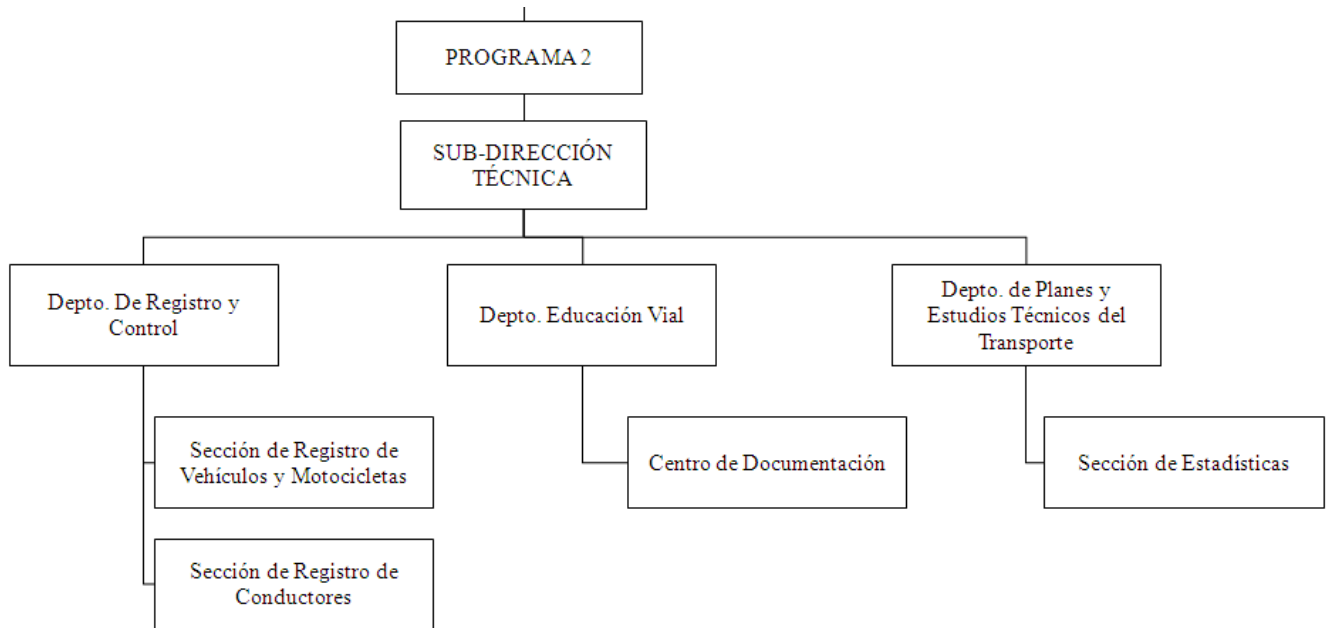 PROGRAMA 2
SUB-DIRECCIÓN
TÉCNICA
Depto. De Registro y
Control
Depto. Educación Vial
Depto. de Planes y
Estudios Técnicos del
Transporte
Sección de Registro de
Vehículos y Motocicletas
Centro de Documentación
Sección de Estadísticas
Sección de Registro de
Conductores